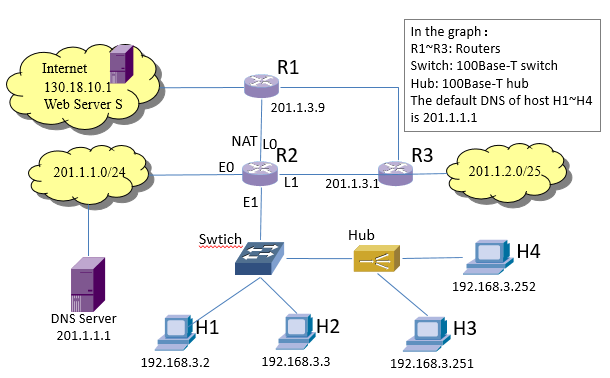 In the graph :
R1~R3: Routers
Switch: 100Base-T switch
Hub: 100Base-T hub
The default DNS of host H1~H4
is 201.1.1.1
Internet
130.18.10.1
Web Server S
R1
201.1.3.9
NAT
L0
R2
R3
E0
L1
201.1.3.1
201.1.1.0/24
201.1.2.0/25
E1
Swtich
Hub
H4
192.168.3.252
DNS Server
201.1.1.1
H1
H2
H3
192.168.3.2
192.168.3.3
192.168.3.251